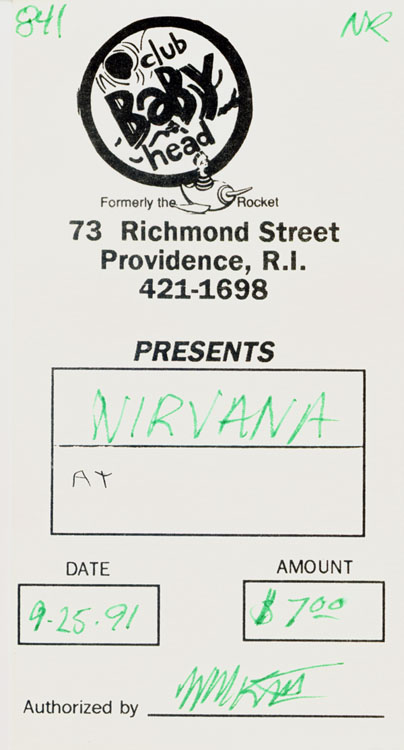 841 NR
club
BaBy
head
Formerly the Rocket
73 Richmond Street
Providence, R.I.
421-1698
PRESENTS
NIRVANA
AT
DATE AMOUNT
9-25-91 $7.00
Authorized by